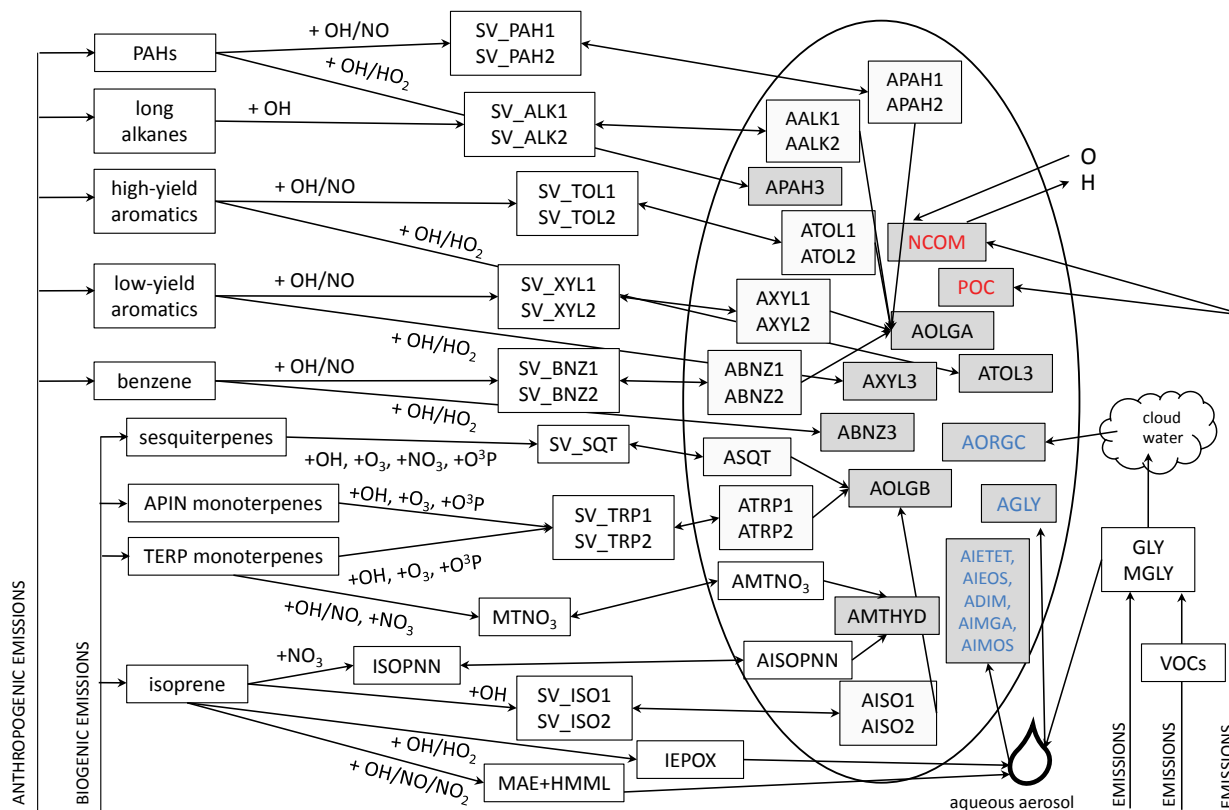 PAHs
+ OH/NO
SV_PAH1
SV_PAH2
+ OH/HO₂
APAH1
APAH2
long
alkanes
+ OH
SV_ALK1
SV_ALK2
AALK1
AALK2
APAH3
O
H
high-yield
aromatics
+ OH/NO
SV_TOL1
SV_TOL2
+ OH/HO₂
ATOL1
ATOL2
NCOM
POC
low-yield
aromatics
+ OH/NO
SV_XYL1
SV_XYL2
+ OH/HO₂
AXYL1
AXYL2
AOLGA
benzene
+ OH/NO
SV_BNZ1
SV_BNZ2
+ OH/HO₂
ABNZ1
ABNZ2
AXYL3
ATOL3
ABNZ3
AORGC
cloud
water
sesquiterpenes
+OH, +O₃, +NO₃, +O³P
SV_SQT
ASQT
AOLGB
AGLY
APIN monoterpenes
+OH, +O₃, +O³P
SV_TRP1
SV_TRP2
ATRP1
ATRP2
TERP monoterpenes
+OH, +O₃, +O³P
+OH/NO, +NO₃
MTNO₃
AMTNO₃
AMTHYD
AIETET,
AIEOS,
ADIM,
AIMGA,
AIMOS
GLY
MGLY
VOCs
isoprene
+NO₃
ISOPNN
AISOPNN
+OH
SV_ISO1
SV_ISO2
AISO1
AISO2
+ OH/HO₂
IEPOX
+ OH/NO/
NO₂
MAE+HMML
aqueous aerosol
ANTHROPOGENIC EMISSIONS
BIOGENIC EMISSIONS
EMISSIONS
EMISSIONS
EMISSIONS